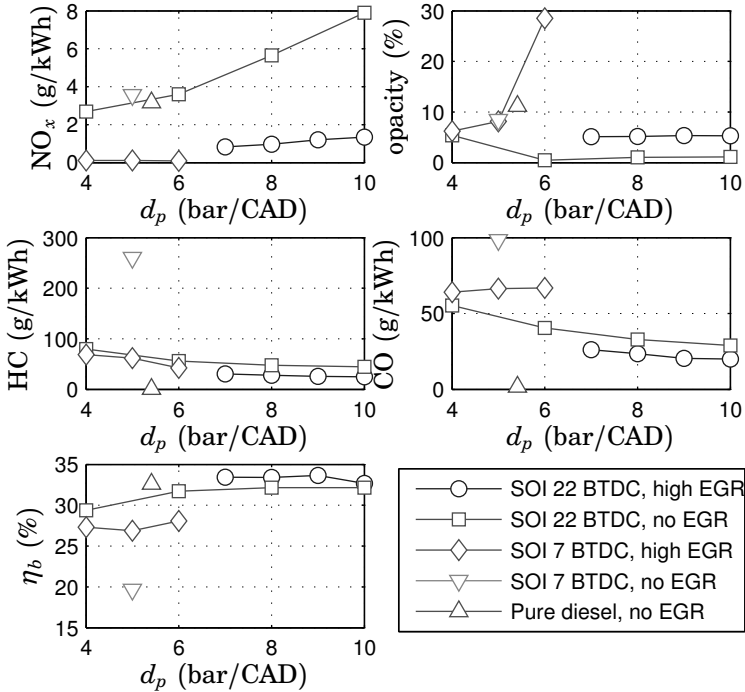 8
6
4
2
0
4 6 8 10
NOx (g/kWh)
dp (bar/CAD)
30
20
10
0
4 6 8 10
opacity (%)
dp (bar/CAD)
300
200
100
0
4 6 8 10
HC (g/kWh)
dp (bar/CAD)
100
50
0
4 6 8 10
CO (g/kWh)
dp (bar/CAD)
35
30
25
20
15
4 6 8 10
ηb (%)
dp (bar/CAD)
SOI 22 BTDC, high EGR
SOI 22 BTDC, no EGR
SOI 7 BTDC, high EGR
SOI 7 BTDC, no EGR
Pure diesel, no EGR